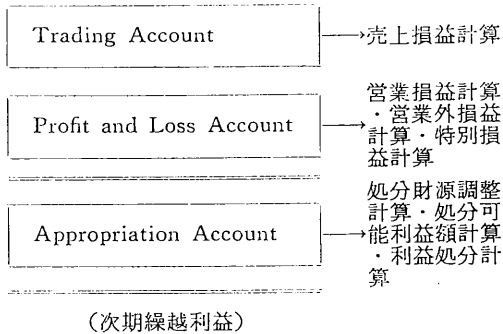 Trading Account
売上損益計算
Profit and Loss Account
営業損益計算
・営業外損益
計算・特別損
益計算
Appropriation Account
処分財源調整
計算・処分可
能利益額計算
・利益処分計
算
(次期繰越利益)